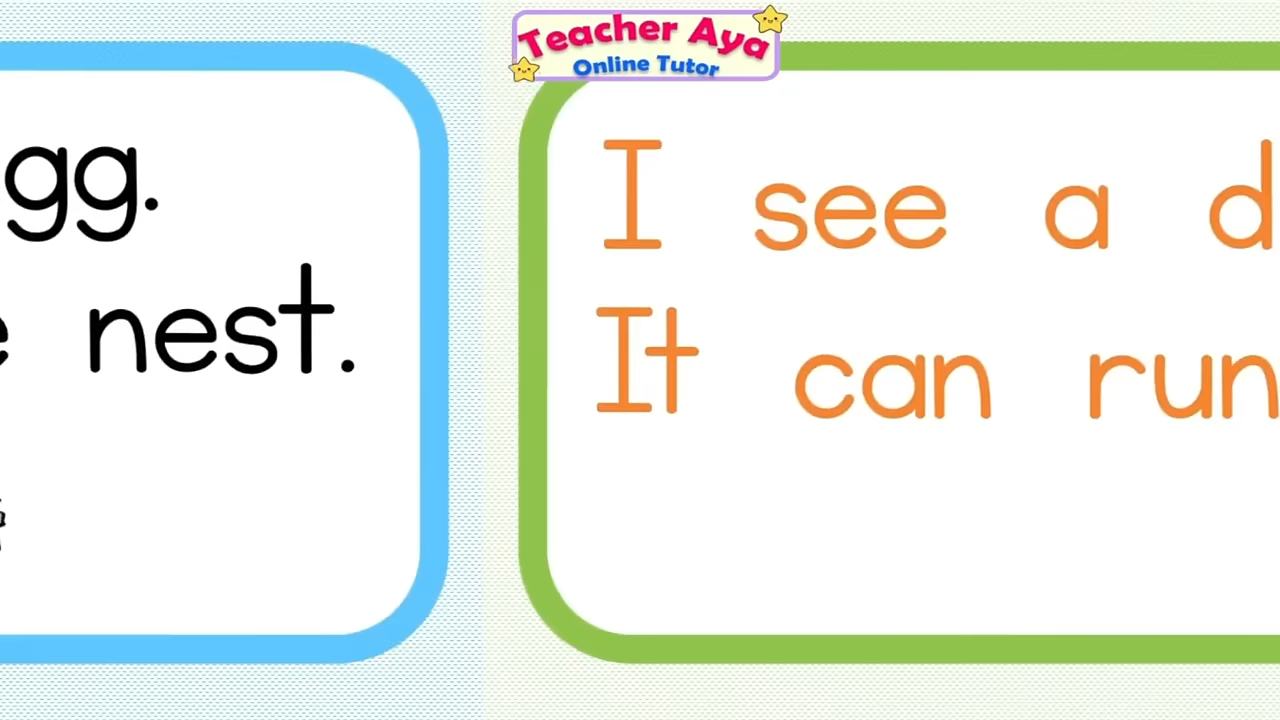 Teacher Aya
Online Tutor
gg.
nest.
I see a d
It can run